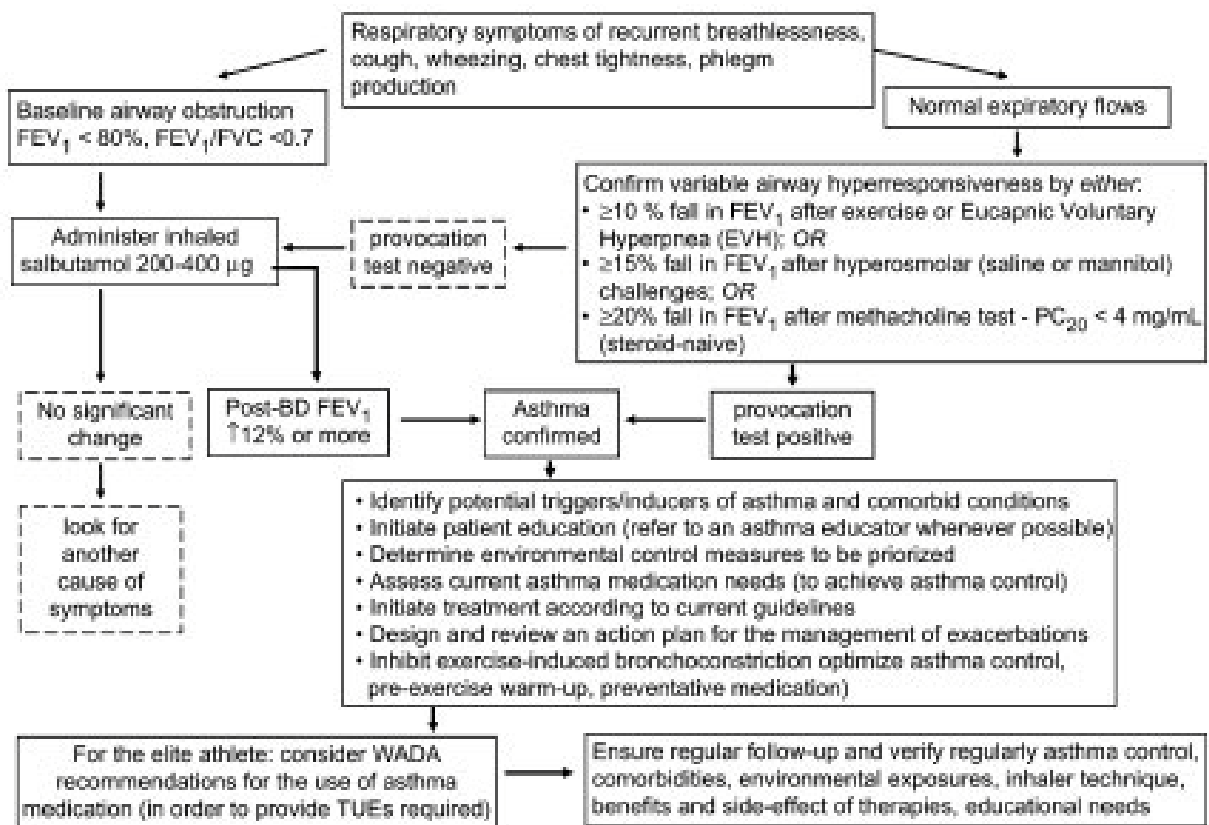 Respiratory symptoms of recurrent breathlessness,
cough, wheezing, chest tightness, phlegm
production
Baseline airway obstruction
FEV1 < 80%, FEV1/FVC <0.7
Normal expiratory flows
Confirm variable airway hyperresponsiveness by either:
• ≥10 % fall in FEV1 after exercise or Eucapnic Voluntary
Hyperpnea (EVH); OR
• ≥15% fall in FEV1 after hyperosmolar (saline or mannitol)
challenges; OR
• ≥20% fall in FEV1 after methacholine test - PC20 < 4 mg/mL
(steroid-naive)
Administer inhaled
salbutamol 200-400 µg
provocation
test negative
No significant
change
Post-BD FEV1
↑12% or more
Asthma
confirmed
provocation
test positive
look for
another
cause of
symptoms
• Identify potential triggers/inducers of asthma and comorbid conditions
• Initiate patient education (refer to an asthma educator whenever possible)
• Determine environmental control measures to be priorized
• Assess current asthma medication needs (to achieve asthma control)
• Initiate treatment according to current guidelines
• Design and review an action plan for the management of exacerbations
• Inhibit exercise-induced bronchoconstriction optimize asthma control,
pre-exercise warm-up, preventative medication)
For the elite athlete: consider WADA
recommendations for the use of asthma
medication (in order to provide TUEs required)
Ensure regular follow-up and verify regularly asthma control,
comorbidities, environmental exposures, inhaler technique,
benefits and side-effect of therapies, educational needs